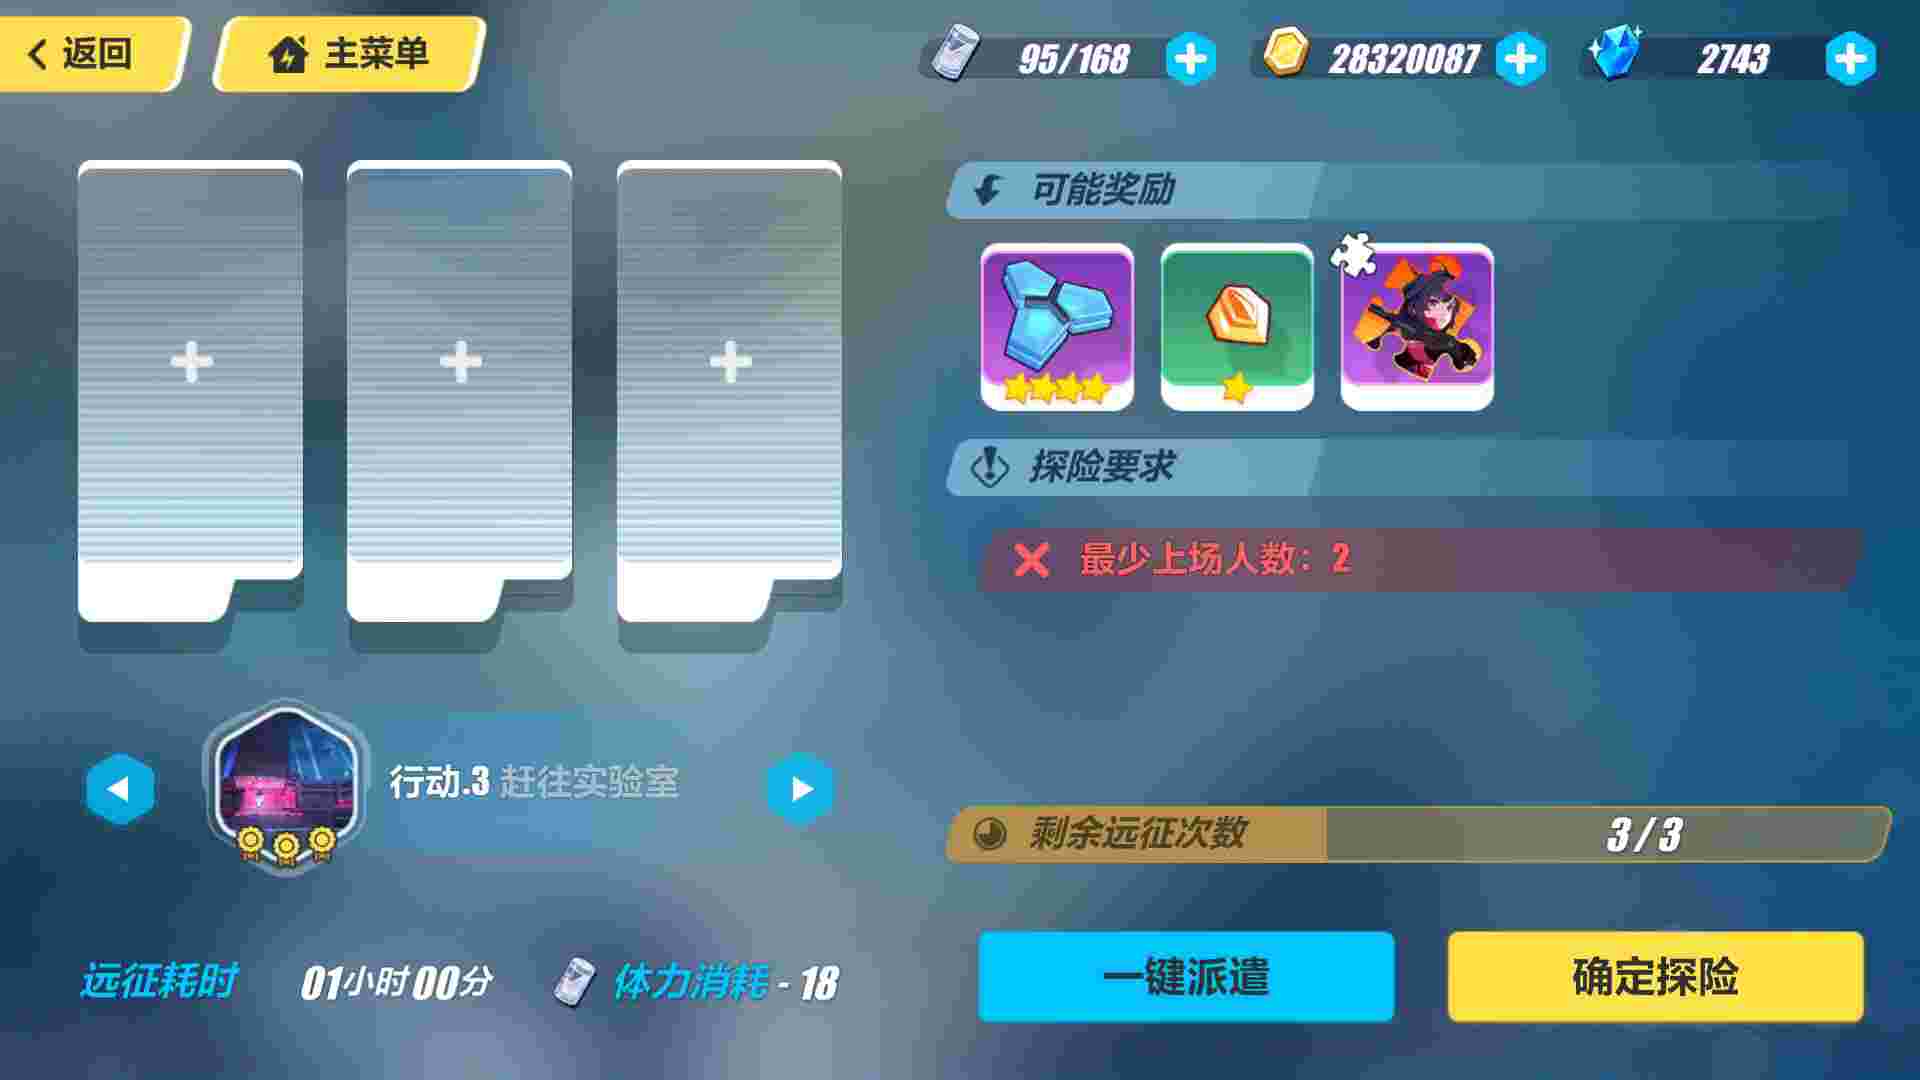 返回
主菜单
95/168
28320087
2743
可能奖励
探险要求
最少上场人数：2
行动.3 赶往实验室
剩余远征次数
3/3
远征耗时
01小时00分
体力消耗 - 18
一键派遣
确定探险